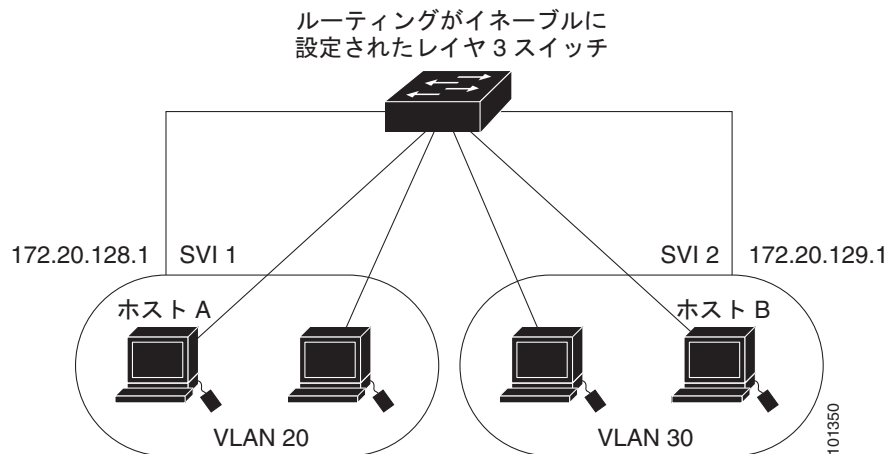 ルーティングがイネーブルに
設定されたレイヤ 3 スイッチ
172.20.128.1 SVI 1
SVI 2 172.20.129.1
ホスト A
ホスト B
VLAN 20
VLAN 30
101350